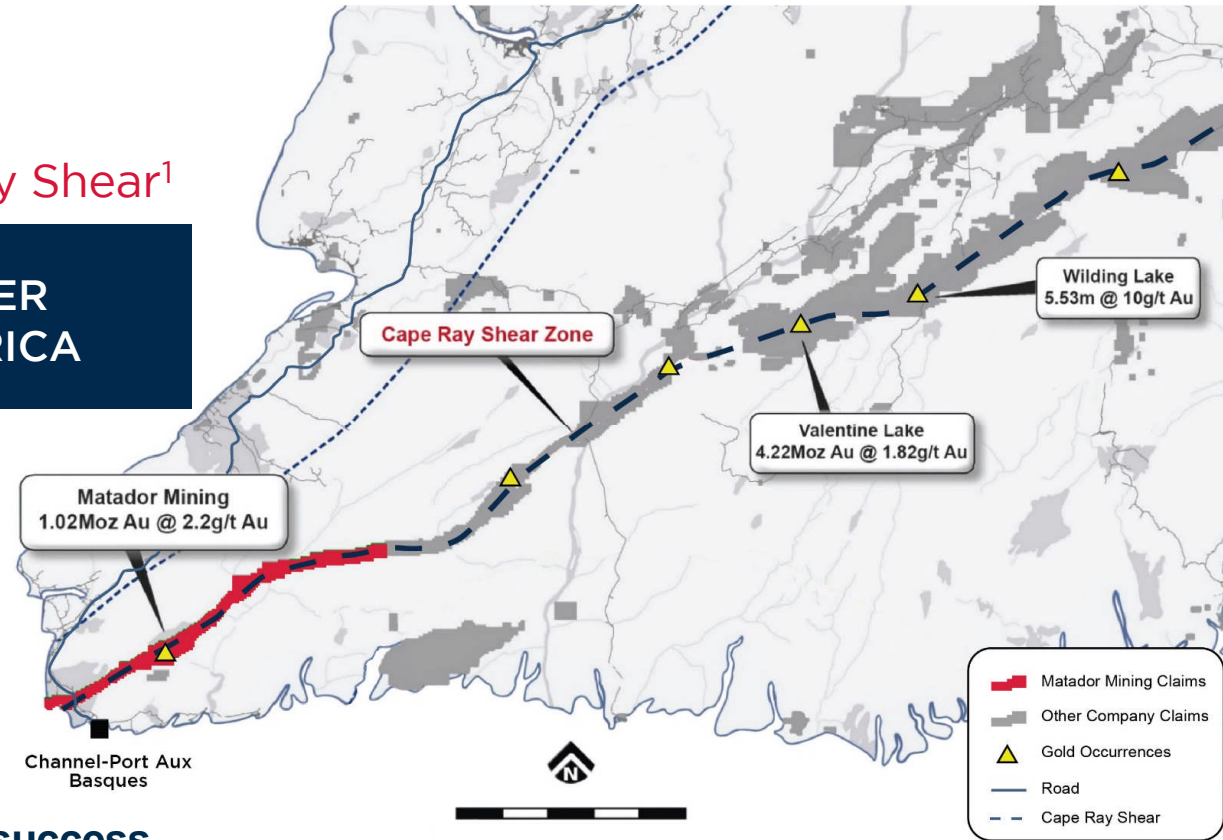 y Shear¹
ER
RICA
Wilding Lake
5.53m @ 10g/t Au
Cape Ray Shear Zone
Valentine Lake
4.22Moz Au @ 1.82g/t Au
Matador Mining
1.02Moz Au @ 2.2g/t Au
Channel-Port Aux
Basques
N
Matador Mining Claims
Other Company Claims
Gold Occurrences
Road
Cape Ray Shear
success